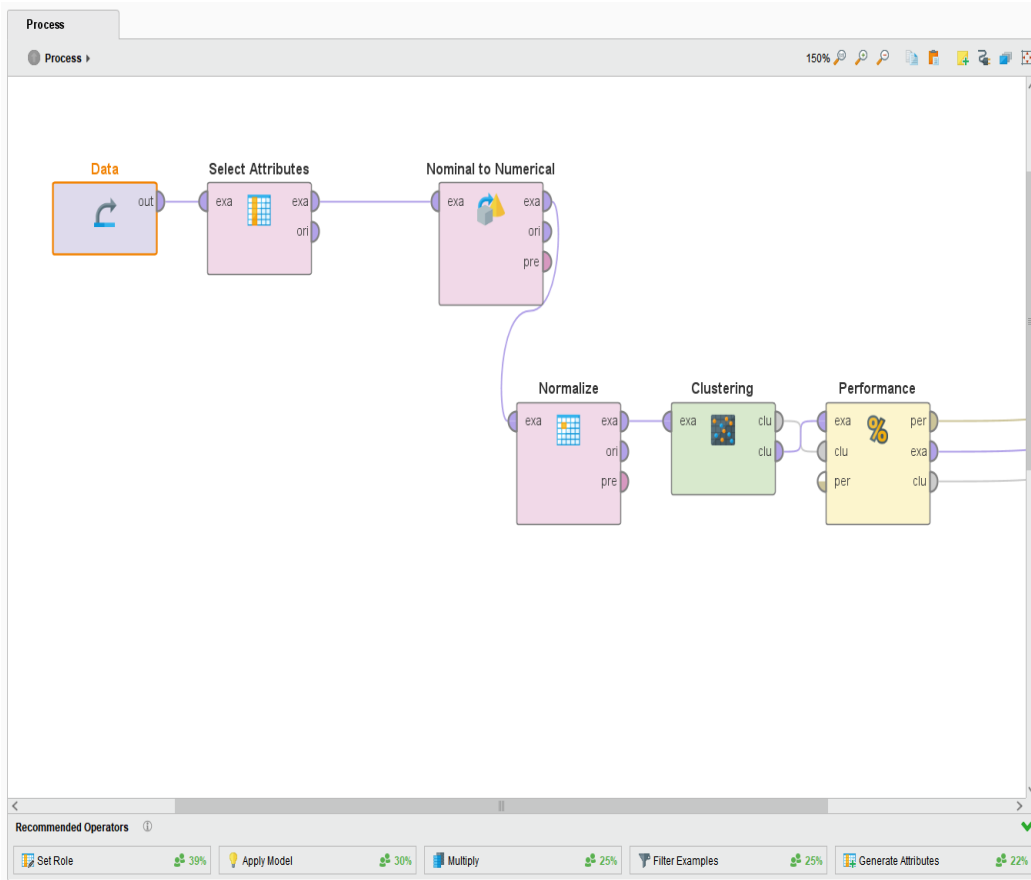 Process
Process
150%
Data
Select Attributes
Nominal to Numerical
out
exa exa
ori
exa exa
ori
pre
Normalize
Clustering
Performance
exa exa
ori
pre
exa clu
clu
exa per
clu exa
per clu
Recommended Operators
Set Role 39%
Apply Model 30%
Multiply 25%
Filter Examples 25%
Generate Attributes 22%